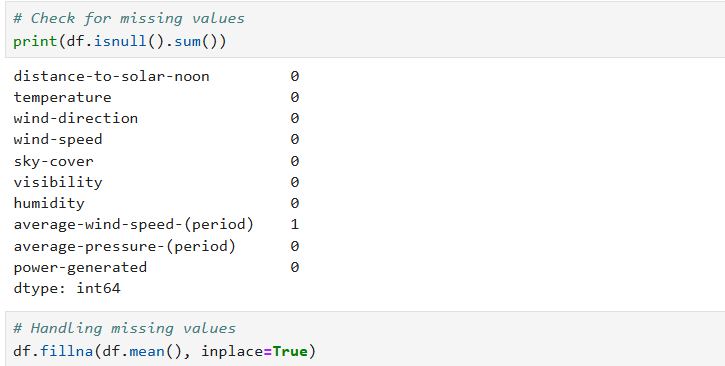 # Check for missing values
print(df.isnull().sum())
distance-to-solar-noon 0
temperature 0
wind-direction 0
wind-speed 0
sky-cover 0
visibility 0
humidity 0
average-wind-speed-(period) 1
average-pressure-(period) 0
power-generated 0
dtype: int64
# Handling missing values
df.fillna(df.mean(), inplace=True)